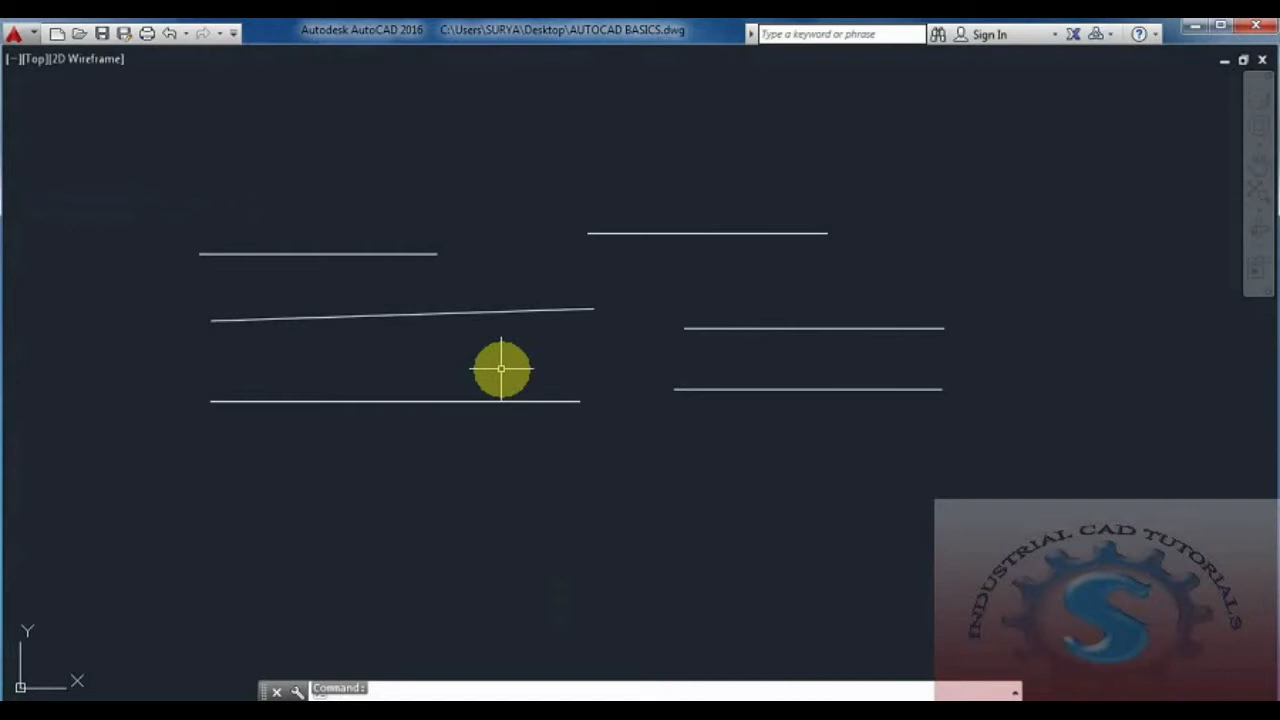 Autodesk AutoCAD 2016 C:\Users\SURYA\Desktop\AUTOCAD BASICS.dwg
Type a keyword or phrase
Sign In
[−][Top][2D Wireframe]
INDUSTRIAL CAD TUTORIALS
S
Y
X
Command: